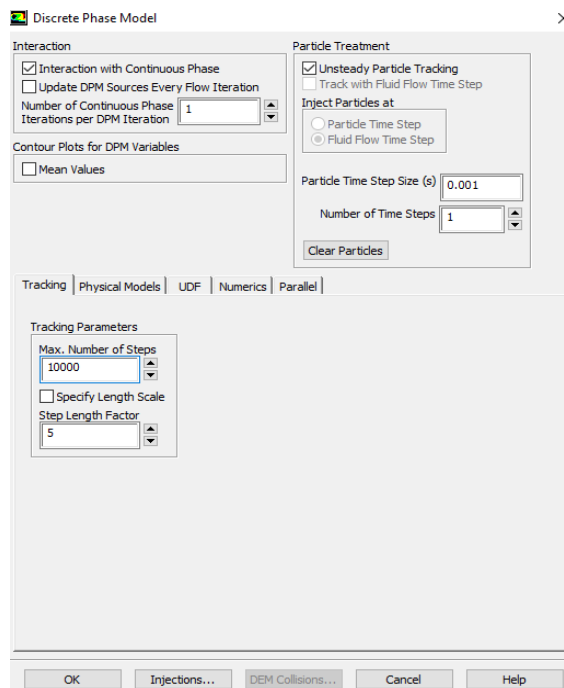 Discrete Phase Model
Interaction
Interaction with Continuous Phase
Update DPM Sources Every Flow Iteration
Number of Continuous Phase
Iterations per DPM Iteration
1
Contour Plots for DPM Variables
Mean Values
Particle Treatment
Unsteady Particle Tracking
Track with Fluid Flow Time Step
Inject Particles at
Particle Time Step
Fluid Flow Time Step
Particle Time Step Size (s)
0.001
Number of Time Steps
1
Clear Particles
Tracking
Physical Models
UDF
Numerics
Parallel
Tracking Parameters
Max. Number of Steps
10000
Specify Length Scale
Step Length Factor
5
OK
Injections...
DEM Collisions...
Cancel
Help